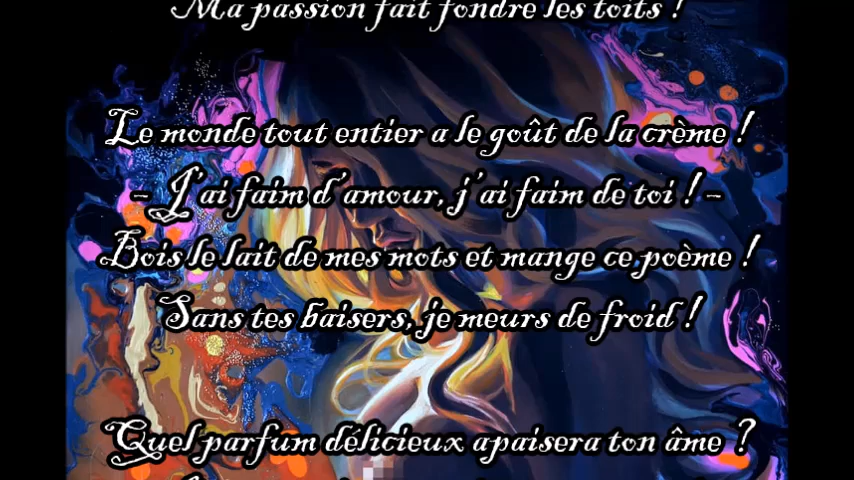 Ma passion fait fondre les toits !
Le monde tout entier a le goût de la crème !
– J'ai faim d'amour, j'ai faim de toi ! –
Bois le lait de mes mots et mange ce poème !
Sans tes baisers, je meurs de froid !
Quel parfum délicieux apaisera ton âme ?